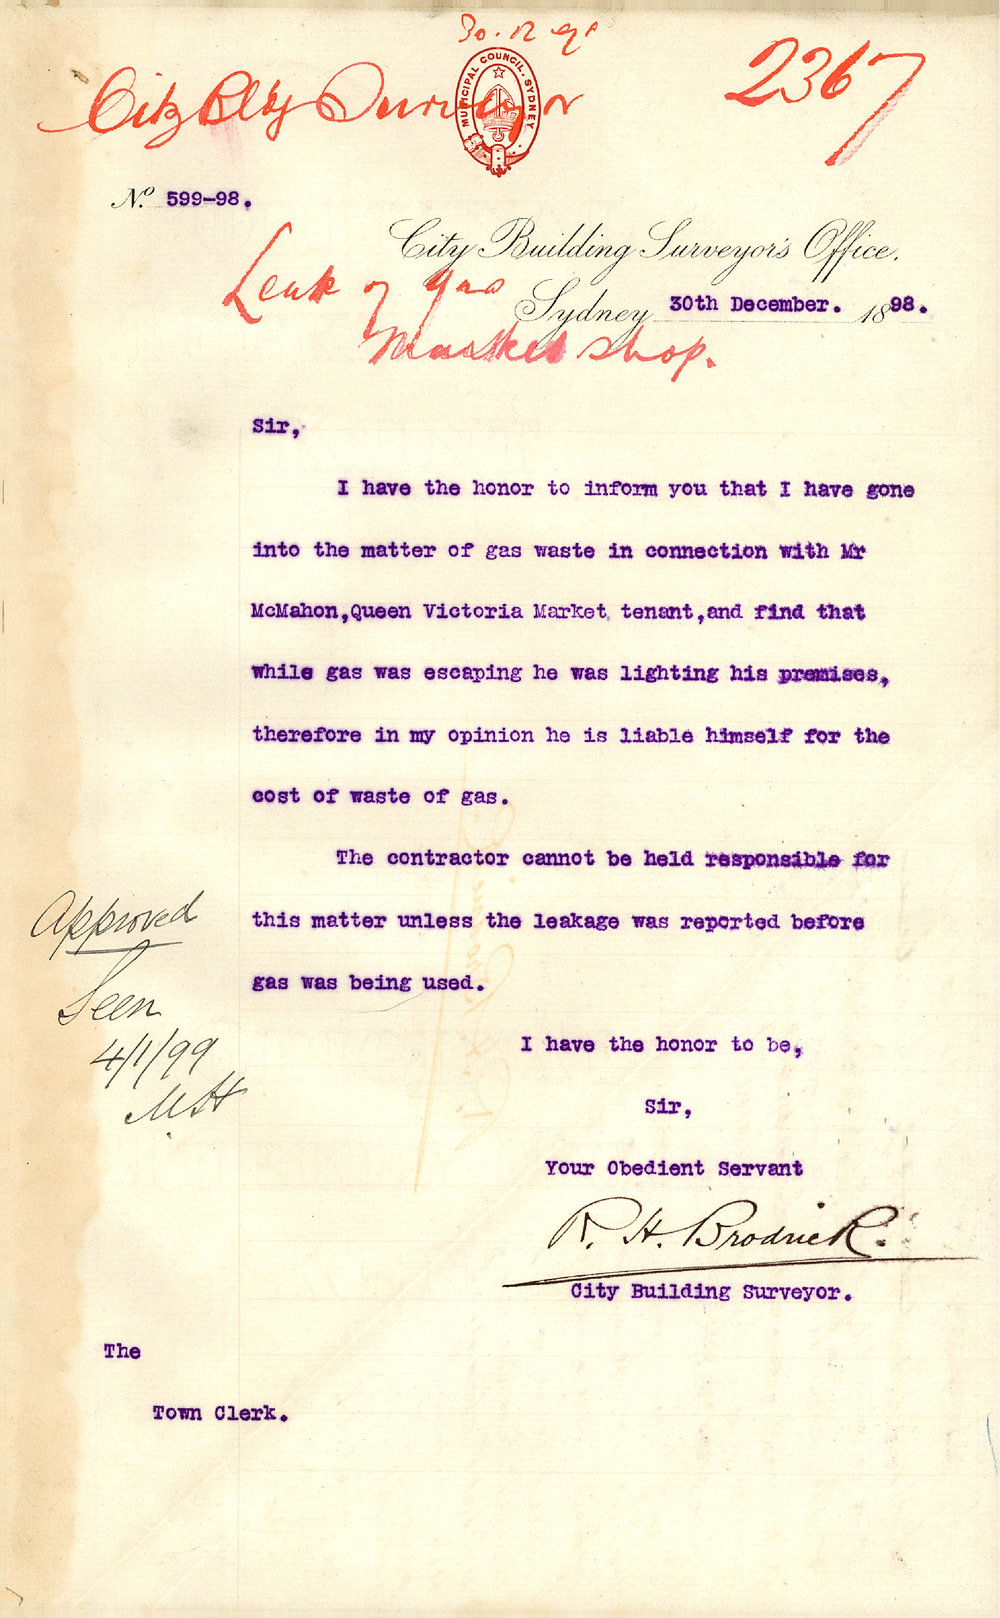 30.12.98
2367
City Bldg Surveyor
MUNICIPAL COUNCIL. SYDNEY
No. 599-98.
City Building Surveyor's Office.
Leak of gas
Sydney 30th December. 1898.
Market shop.
Sir,
I have the honor to inform you that I have gone
into the matter of gas waste in connection with Mr
McMahon,Queen Victoria Market tenant,and find that
while gas was escaping he was lighting his premises,
therefore in my opinion he is liable himself for the
cost of waste of gas.
The contractor cannot be held responsible for
this matter unless the leakage was reported before
gas was being used.
Approved
Seen
4/1/99
I have the honor to be,
Sir,
Your Obedient Servant
R. H. Brodrick.
City Building Surveyor.
The
Town Clerk.